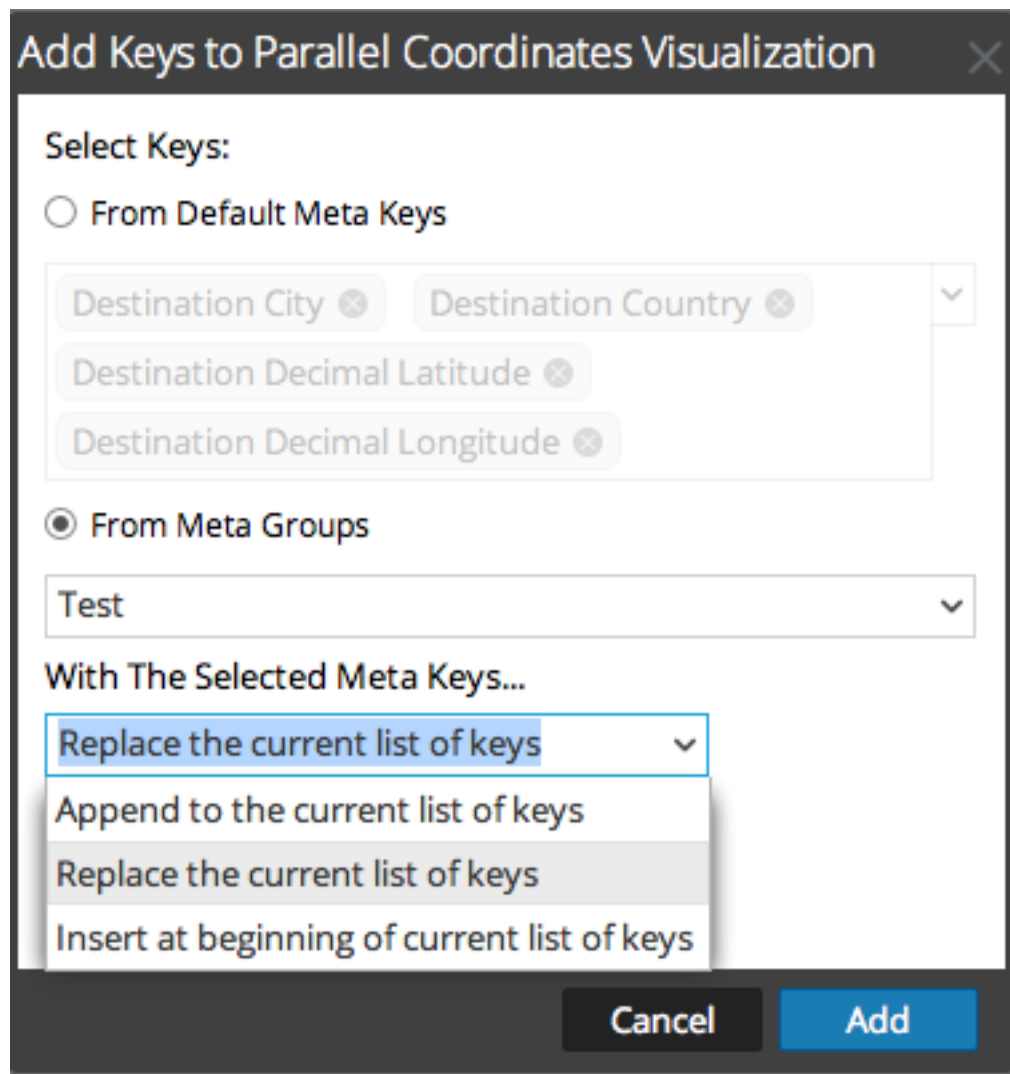 Add Keys to Parallel Coordinates Visualization
Select Keys:
From Default Meta Keys
Destination City Destination Country
Destination Decimal Latitude
Destination Decimal Longitude
From Meta Groups
Test
With The Selected Meta Keys...
Replace the current list of keys
Append to the current list of keys
Replace the current list of keys
Insert at beginning of current list of keys
Cancel Add